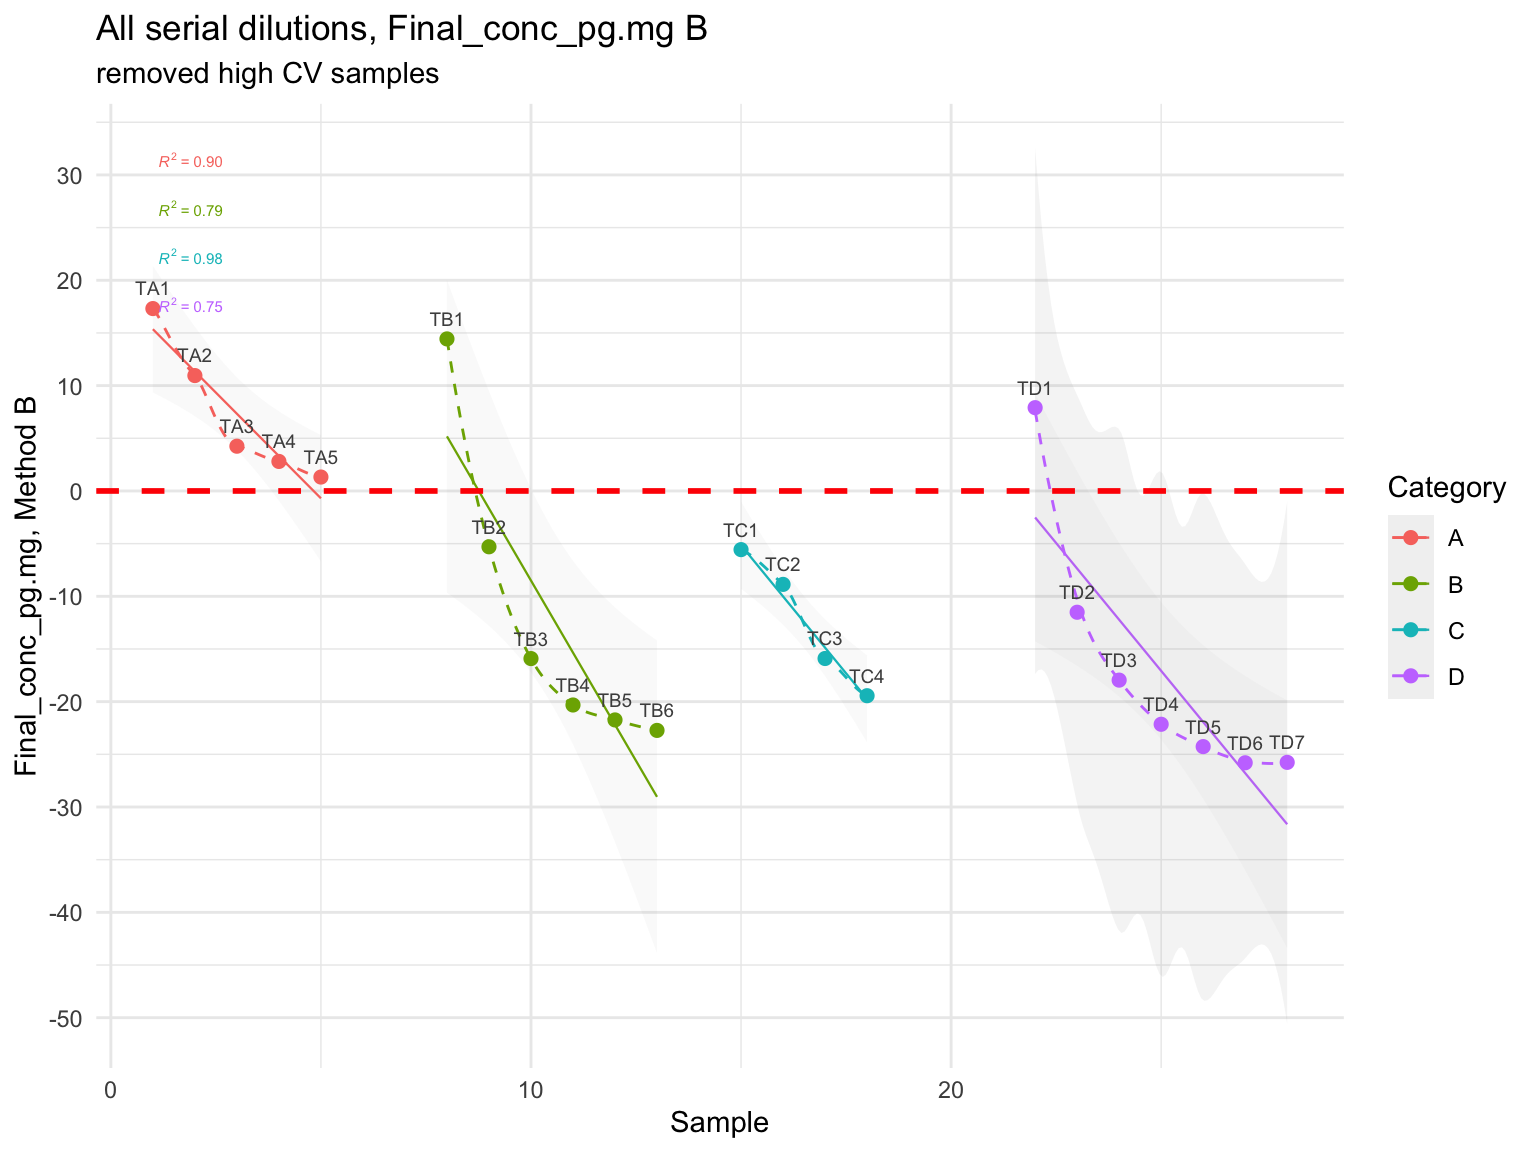 All serial dilutions, Final_conc_pg.mg B
removed high CV samples
Final_conc_pg.mg, Method B
30
20
10
0
-10
-20
-30
-40
-50
R² = 0.90
R² = 0.79
R² = 0.98
R² = 0.75
TA1
TA2
TA3
TA4
TA5
TB1
TB2
TB3
TB4
TB5
TB6
TC1
TC2
TC3
TC4
TD1
TD2
TD3
TD4
TD5
TD6
TD7
0
10
20
Sample
Category
A
B
C
D